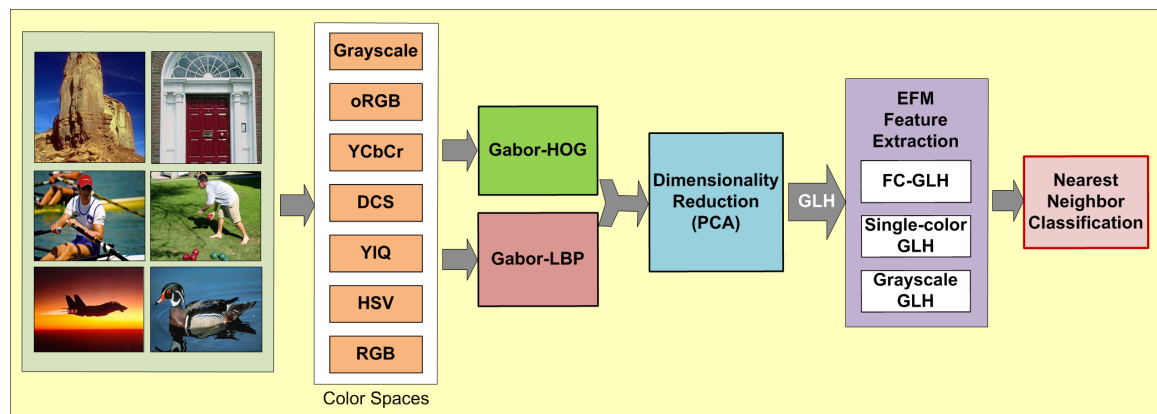 Grayscale
oRGB
YCbCr
DCS
YIQ
HSV
RGB
Color Spaces
Gabor-HOG
Gabor-LBP
Dimensionality
Reduction
(PCA)
GLH
EFM
Feature
Extraction
FC-GLH
Single-color
GLH
Grayscale
GLH
Nearest
Neighbor
Classification